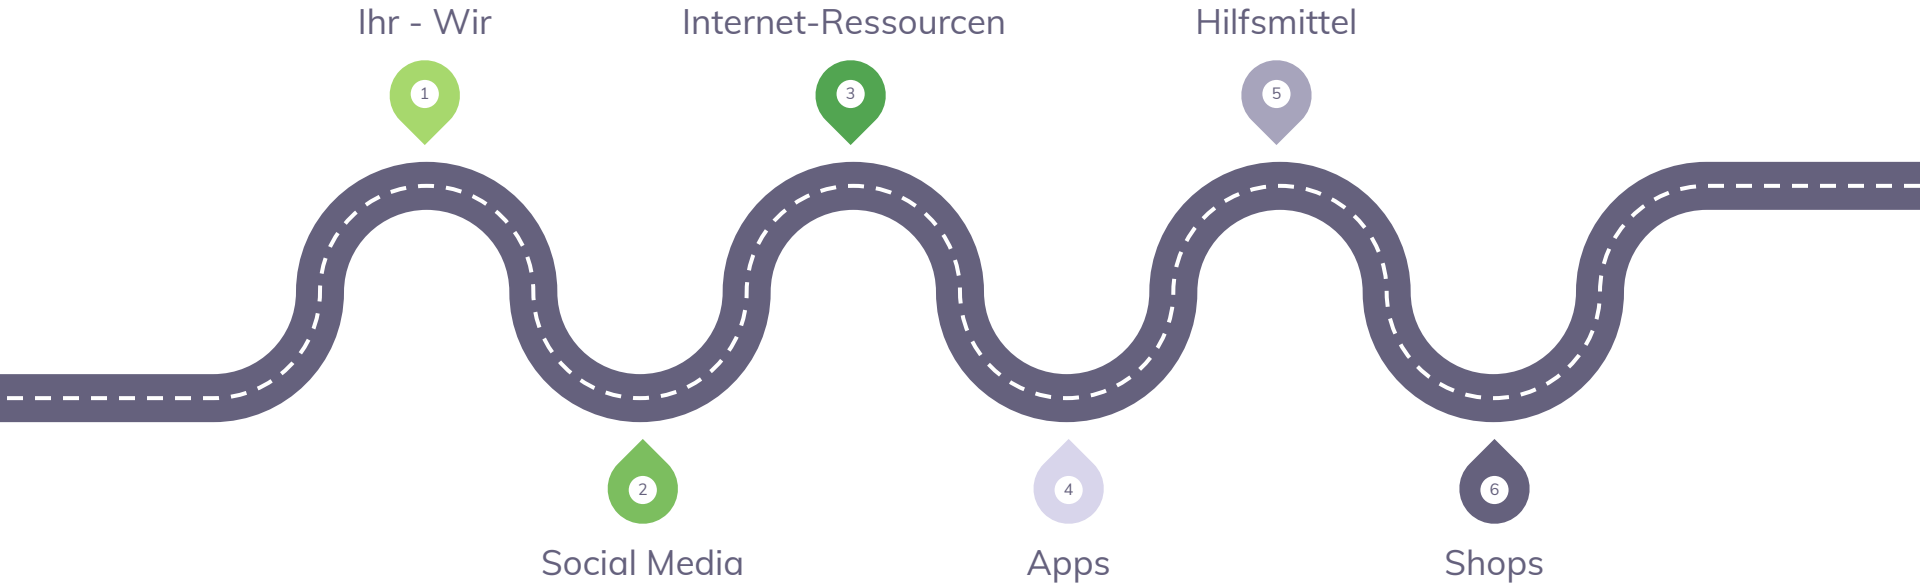 Ihr - Wir
1
Social Media
2
Internet-Ressourcen
3
Apps
4
Hilfsmittel
5
Shops
6